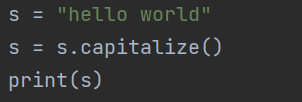 s = "hello world"
s = s.capitalize()
print(s)